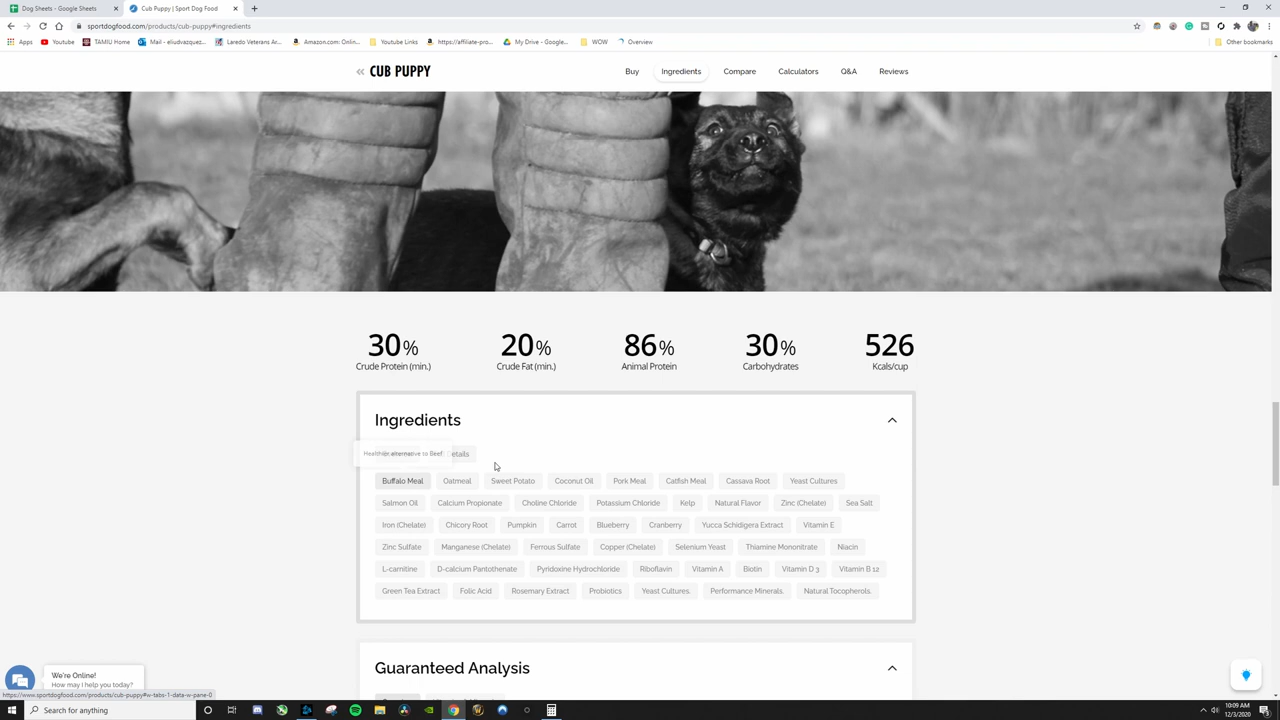 Dog Sheets - Google Sheets
Cub Puppy | Sport Dog Food
sportdogfood.com/products/cub-puppy#ingredients
Apps Youtube TAMIU Home Mail - eliudvazquez... Laredo Veterans Ar... Amazon.com: Onlin... Youtube Links https://affiliate-pro... My Drive - Google... WOW Overview Other bookmarks
CUB PUPPY Buy Ingredients Compare Calculators Q&A Reviews
30% 20% 86% 30% 526
Crude Protein (min.) Crude Fat (min.) Animal Protein Carbohydrates Kcals/cup
Ingredients
Healthier alternative to Beef
Buffalo Meal Oatmeal Sweet Potato Coconut Oil Pork Meal Catfish Meal Cassava Root Yeast Cultures
Salmon Oil Calcium Propionate Choline Chloride Potassium Chloride Kelp Natural Flavor Zinc (Chelate) Sea Salt
Iron (Chelate) Chicory Root Pumpkin Carrot Blueberry Cranberry Yucca Schidigera Extract Vitamin E
Zinc Sulfate Manganese (Chelate) Ferrous Sulfate Copper (Chelate) Selenium Yeast Thiamine Mononitrate Niacin
L-carnitine D-calcium Pantothenate Pyridoxine Hydrochloride Riboflavin Vitamin A Biotin Vitamin D 3 Vitamin B 12
Green Tea Extract Folic Acid Rosemary Extract Probiotics Yeast Cultures. Performance Minerals. Natural Tocopherols.
Guaranteed Analysis
We're Online!
How may I help you today?
https://www.sportdogfood.com/products/cub-puppy#w-tabs-1-data-w-pane-0
Search for anything
10:09 AM
12/3/2020